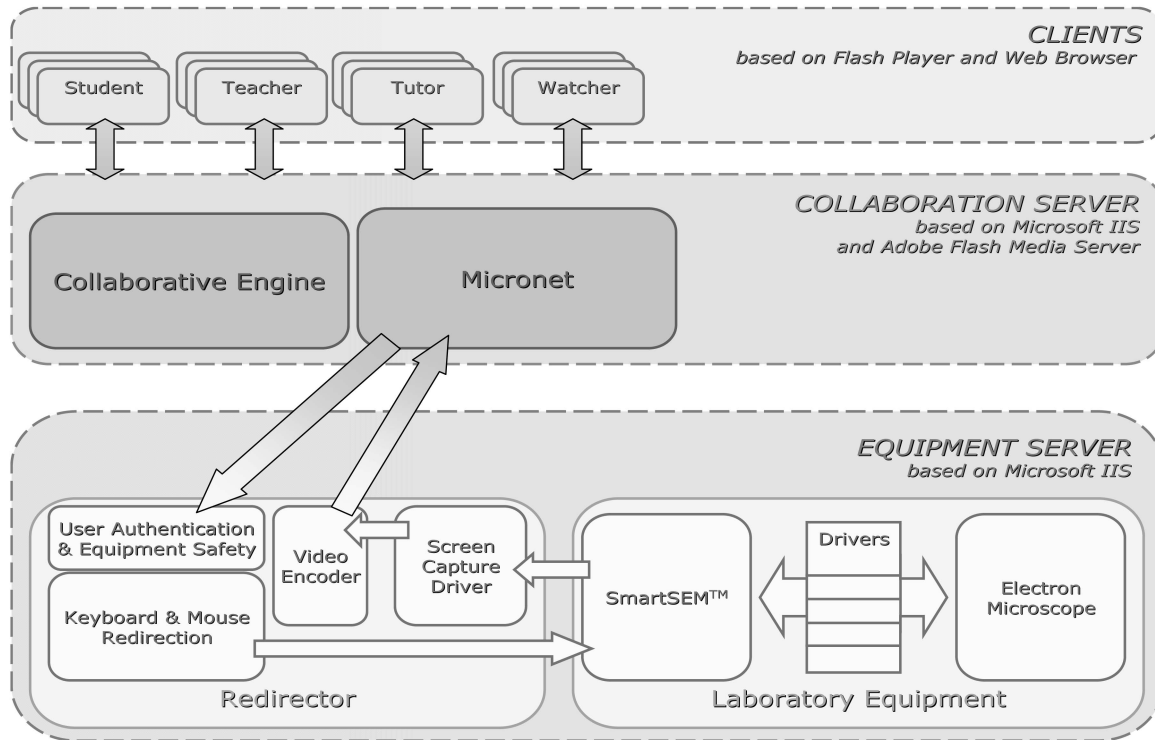 CLIENTS
based on Flash Player and Web Browser
Student
Teacher
Tutor
Watcher
COLLABORATION SERVER
based on Microsoft IIS
and Adobe Flash Media Server
Collaborative Engine
Micronet
EQUIPMENT SERVER
based on Microsoft IIS
User Authentication
& Equipment Safety
Keyboard & Mouse
Redirection
Video
Encoder
Screen
Capture
Driver
Redirector
SmartSEM™
Drivers
Electron
Microscope
Laboratory Equipment